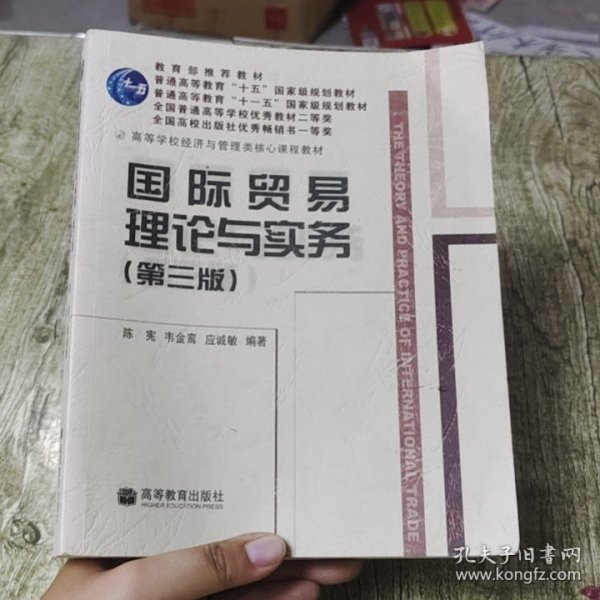 教育部推荐教材
普通高等教育"十五"国家级规划教材
普通高等教育"十一五"国家级规划教材
全国普通高等学校优秀教材二等奖
全国高校出版社优秀畅销书一等奖
高等学校经济与管理类核心课程教材
十一五
国际贸易
理论与实务
(第三版)
陈 宪 韦金鸾 应诚敏 编著
THE THEORY AND PRACTICE OF INTERNATIONAL TRADE
高等教育出版社
HIGHER EDUCATION PRESS
孔夫子旧书网
www.kongfz.com